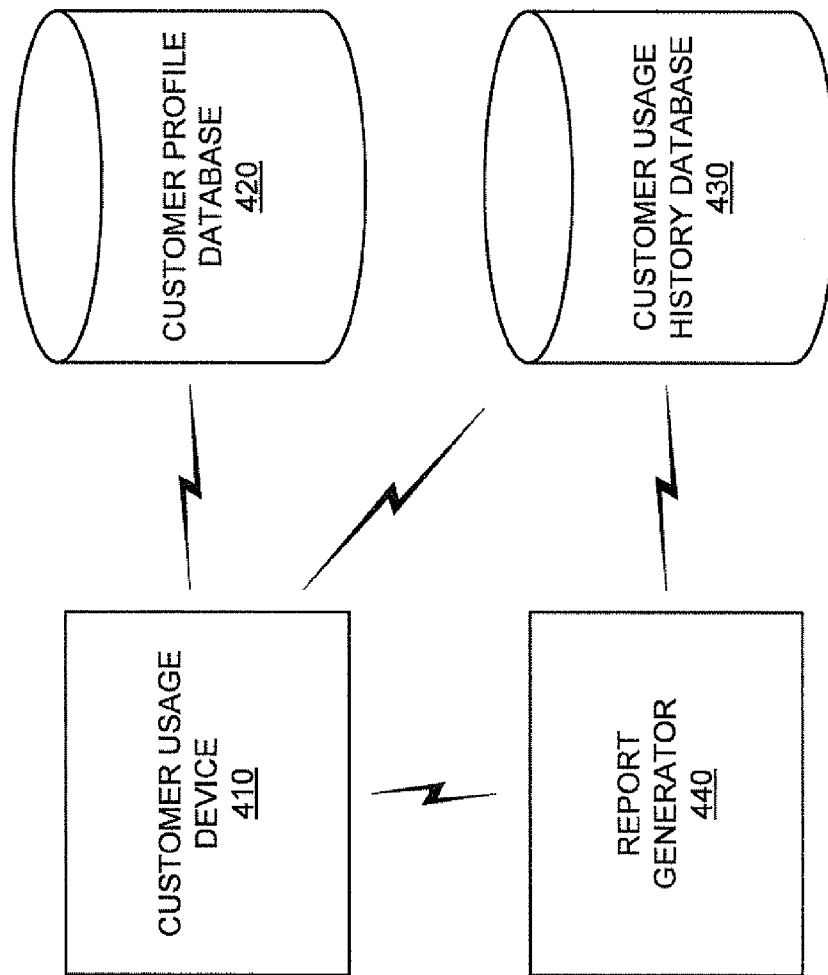 CUSTOMER USAGE
DEVICE
410
CUSTOMER PROFILE
DATABASE
420
REPORT
GENERATOR
440
CUSTOMER USAGE
HISTORY DATABASE
430